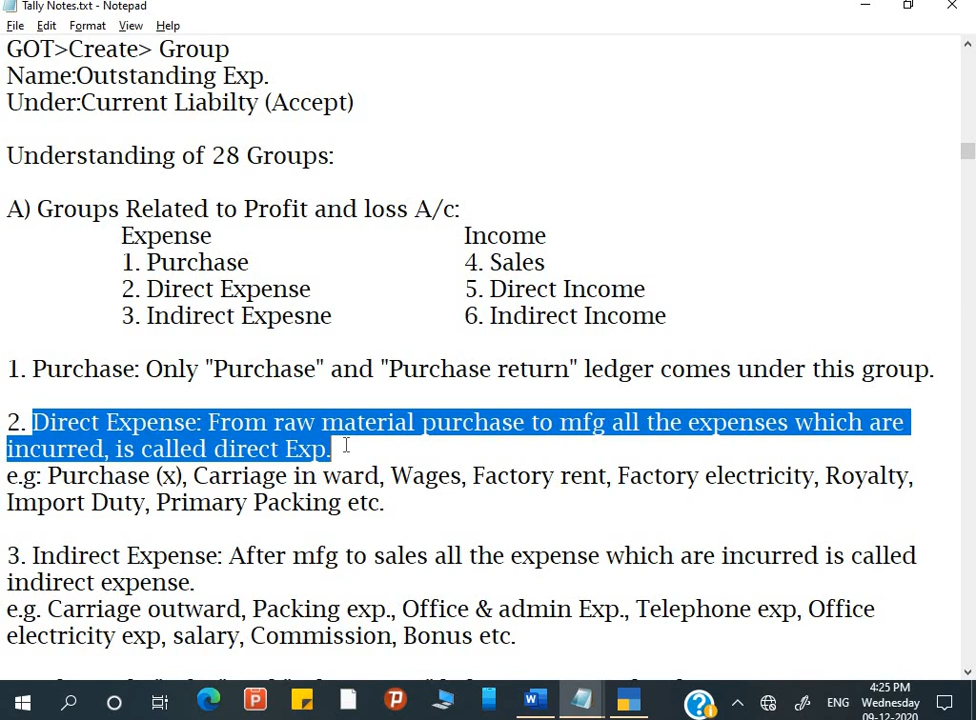 Tally Notes.txt - Notepad
File Edit Format View Help
GOT>Create> Group
Name:Outstanding Exp.
Under:Current Liabilty (Accept)
Understanding of 28 Groups:
A) Groups Related to Profit and loss A/c:
Expense Income
1. Purchase 4. Sales
2. Direct Expense 5. Direct Income
3. Indirect Expesne 6. Indirect Income
1. Purchase: Only "Purchase" and "Purchase return" ledger comes under this group.
2. Direct Expense: From raw material purchase to mfg all the expenses which are
incurred, is called direct Exp.
e.g: Purchase (x), Carriage in ward, Wages, Factory rent, Factory electricity, Royalty,
Import Duty, Primary Packing etc.
3. Indirect Expense: After mfg to sales all the expense which are incurred is called
indirect expense.
e.g. Carriage outward, Packing exp., Office & admin Exp., Telephone exp, Office
electricity exp, salary, Commission, Bonus etc.
ENG
4:25 PM
Wednesday
09-12-2020